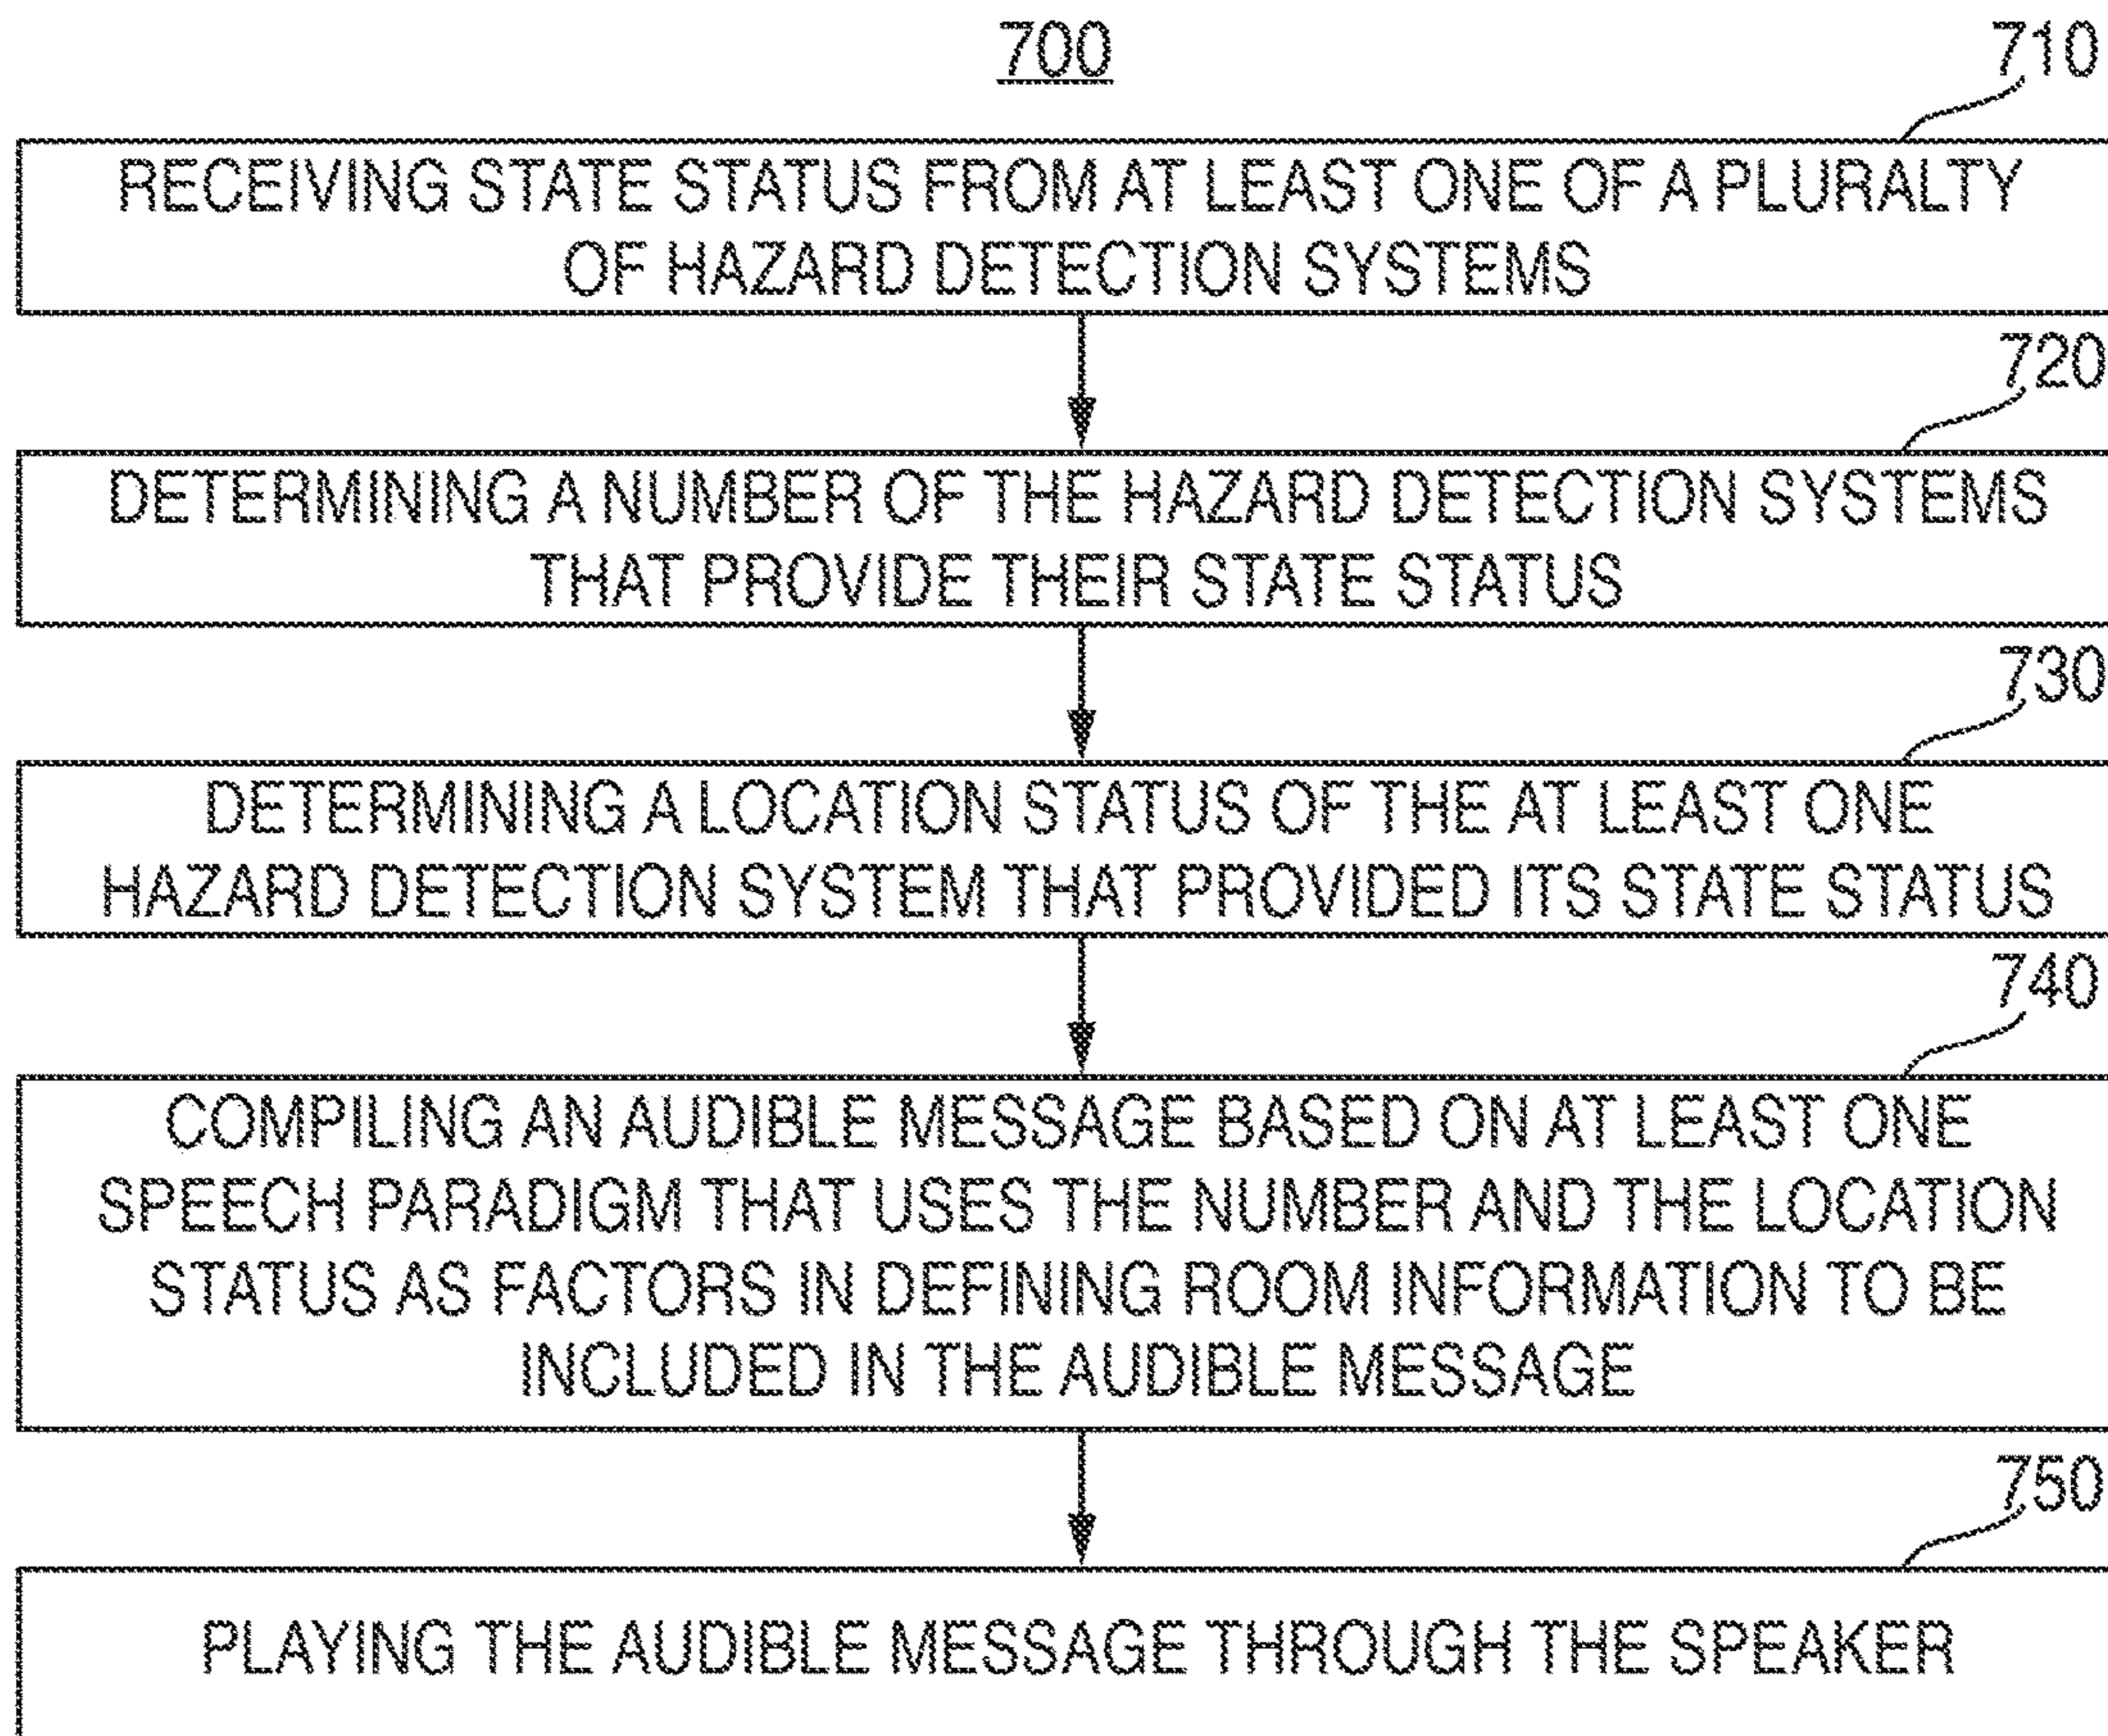 700
710
RECEIVING STATE STATUS FROM AT LEAST ONE OF A PLURALTY
OF HAZARD DETECTION SYSTEMS
720
DETERMINING A NUMBER OF THE HAZARD DETECTION SYSTEMS
THAT PROVIDE THEIR STATE STATUS
730
DETERMINING A LOCATION STATUS OF THE AT LEAST ONE
HAZARD DETECTION SYSTEM THAT PROVIDED ITS STATE STATUS
740
COMPILING AN AUDIBLE MESSAGE BASED ON AT LEAST ONE
SPEECH PARADIGM THAT USES THE NUMBER AND THE LOCATION
STATUS AS FACTORS IN DEFINING ROOM INFORMATION TO BE
INCLUDED IN THE AUDIBLE MESSAGE
750
PLAYING THE AUDIBLE MESSAGE THROUGH THE SPEAKER